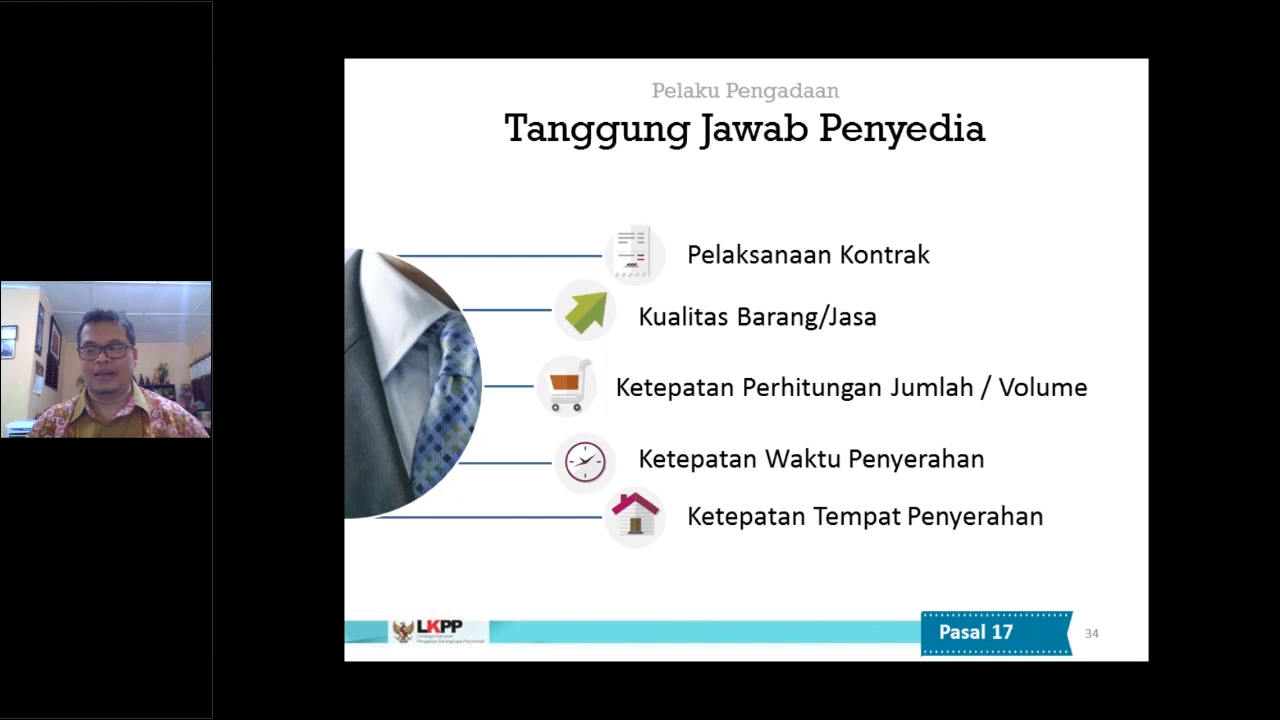 Pelaku Pengadaan
Tanggung Jawab Penyedia
Pelaksanaan Kontrak
Kualitas Barang/Jasa
Ketepatan Perhitungan Jumlah / Volume
Ketepatan Waktu Penyerahan
Ketepatan Tempat Penyerahan
LKPP
Pasal 17
34